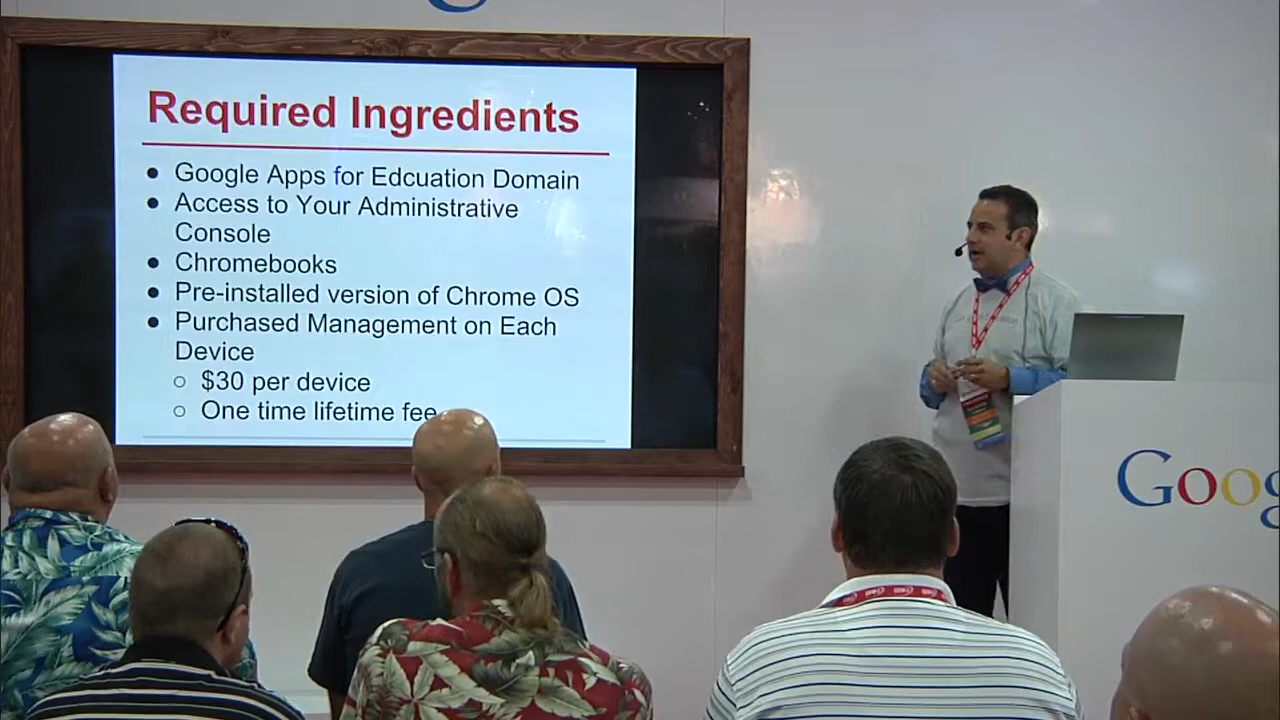 Required Ingredients
● Google Apps for Edcuation Domain
● Access to Your Administrative
Console
● Chromebooks
● Pre-installed version of Chrome OS
● Purchased Management on Each
Device
○ $30 per device
○ One time lifetime fee
Goog